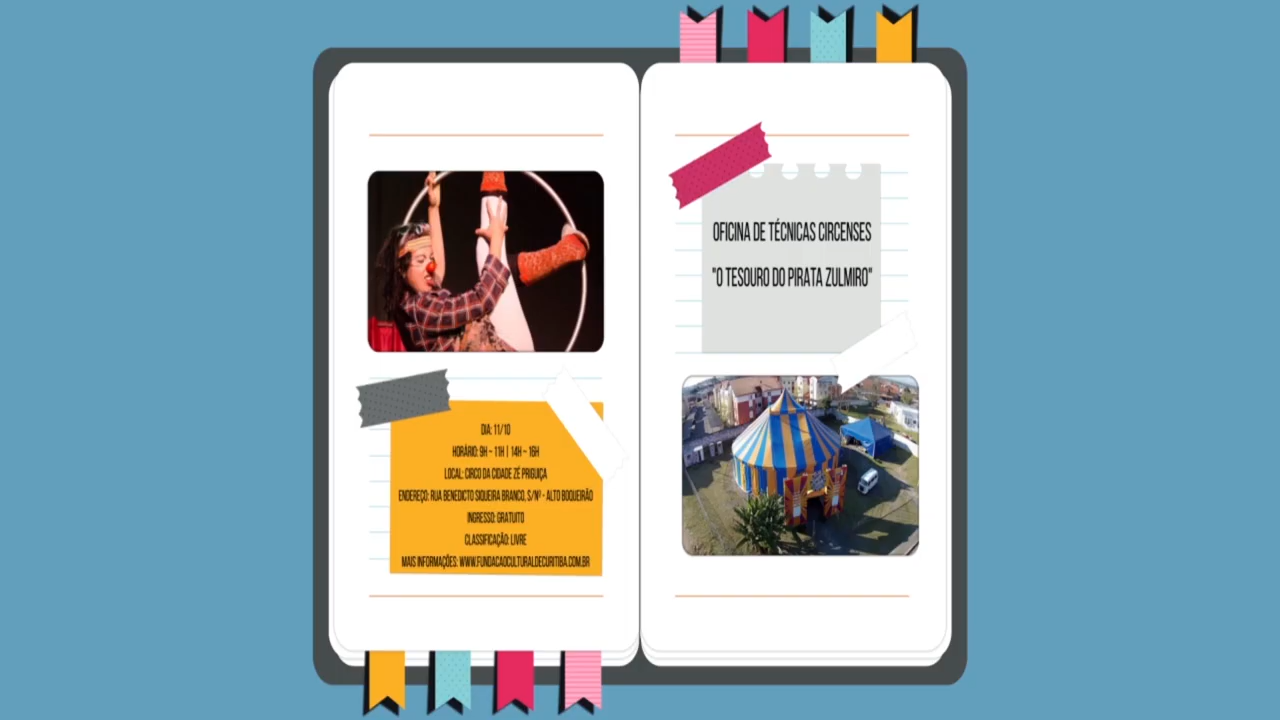 DIA: 11/10
HORÁRIO: 9H - 11H | 14H - 16H
LOCAL: CIRCO DA CIDADE ZÉ PRIGUIÇA
ENDEREÇO: RUA BENEDICTO SIQUEIRA BRANCO, S/Nº - ALTO BOQUEIRÃO
INGRESSO: GRATUITO
CLASSIFICAÇÃO: LIVRE
MAIS INFORMAÇÕES: WWW.FUNDACAOCULTURALDECURITIBA.COM.BR
OFICINA DE TÉCNICAS CIRCENSES
"O TESOURO DO PIRATA ZULMIRO"